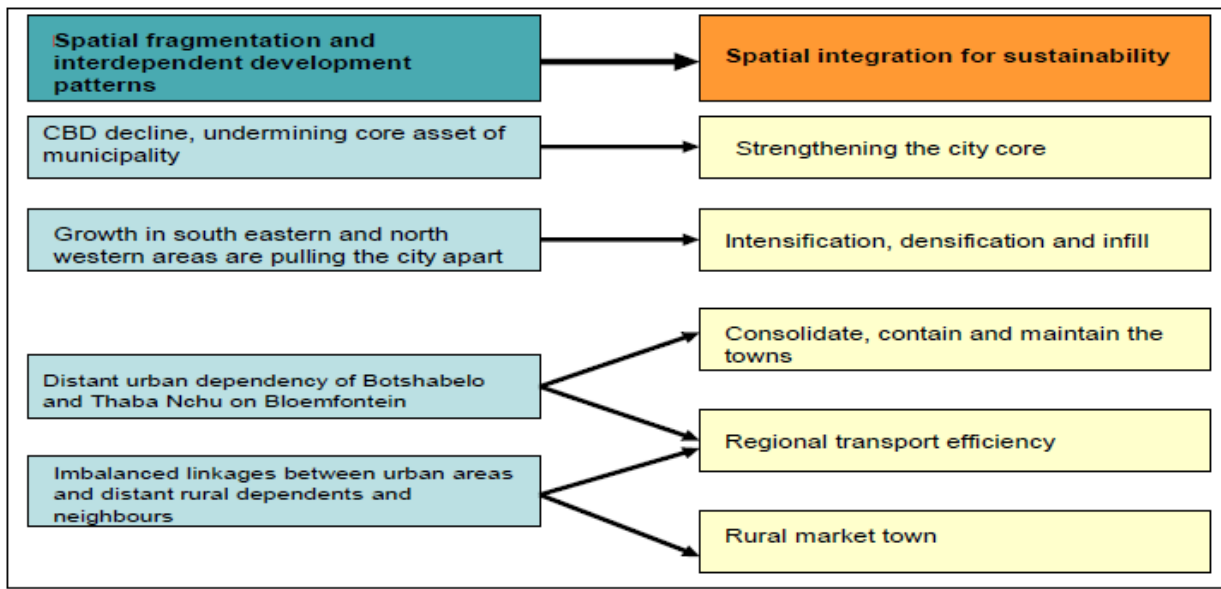 Spatial fragmentation and
interdependent development
patterns
Spatial integration for sustainability
CBD decline, undermining core asset of
municipality
Strengthening the city core
Growth in south eastern and north
western areas are pulling the city apart
Intensification, densification and infill
Distant urban dependency of Botshabelo
and Thaba Nchu on Bloemfontein
Consolidate, contain and maintain the
towns
Regional transport efficiency
Imbalanced linkages between urban areas
and distant rural dependents and
neighbours
Rural market town